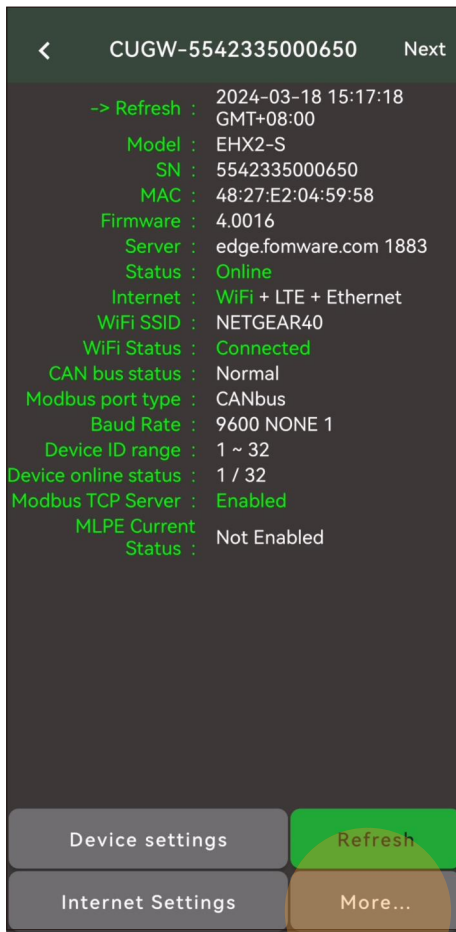 CUGW-5542335000650 Next
-> Refresh : 2024-03-18 15:17:18
GMT+08:00
Model : EHX2-S
SN : 5542335000650
MAC : 48:27:E2:04:59:58
Firmware : 4.0016
Server : edge.fomware.com 1883
Status : Online
Internet : WiFi + LTE + Ethernet
WiFi SSID : NETGEAR40
WiFi Status : Connected
CAN bus status : Normal
Modbus port type : CANbus
Baud Rate : 9600 NONE 1
Device ID range : 1 ~ 32
Device online status : 1 / 32
Modbus TCP Server : Enabled
MLPE Current
Status : Not Enabled
Device settings Refresh
Internet Settings More...